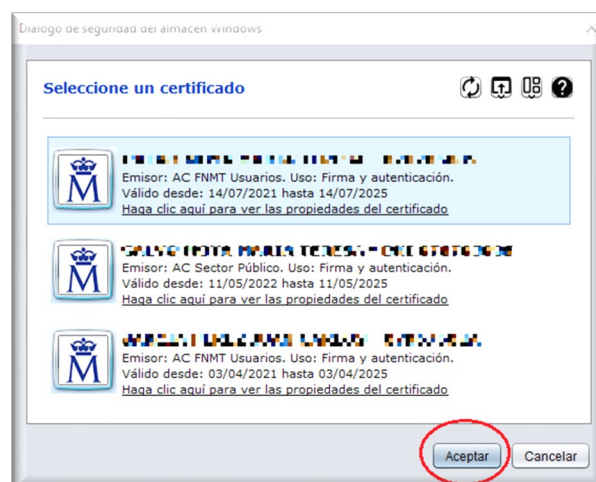 Diálogo de seguridad del almacén Windows
Seleccione un certificado
Emisor: AC FNMT Usuarios. Uso: Firma y autenticación.
Válido desde: 14/07/2021 hasta 14/07/2025
Haga clic aquí para ver las propiedades del certificado
Emisor: AC Sector Público. Uso: Firma y autenticación.
Válido desde: 11/05/2022 hasta 11/05/2025
Haga clic aquí para ver las propiedades del certificado
Emisor: AC FNMT Usuarios. Uso: Firma y autenticación.
Válido desde: 03/04/2021 hasta 03/04/2025
Haga clic aquí para ver las propiedades del certificado
Aceptar Cancelar